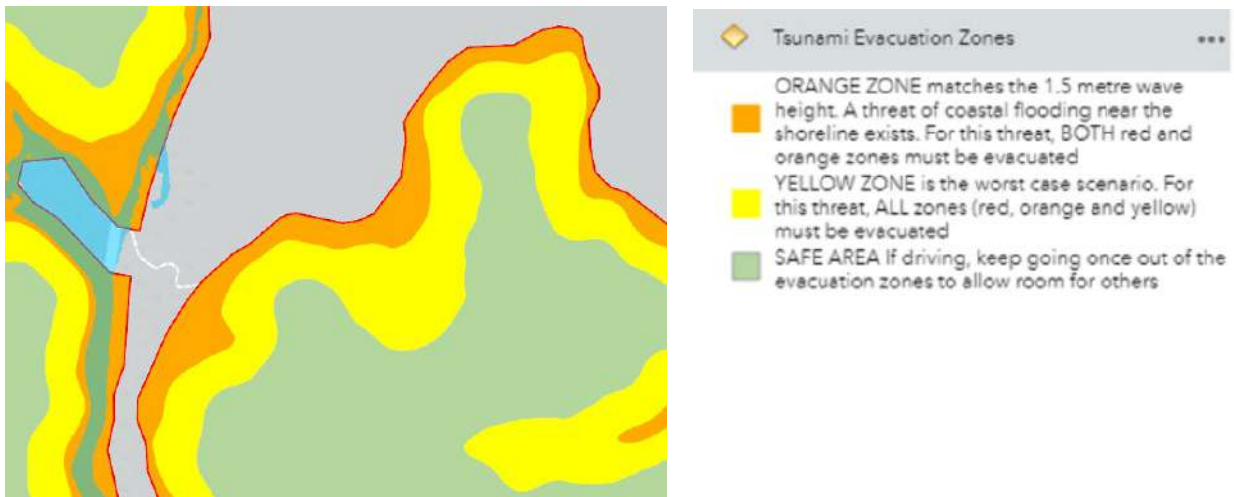 Tsunami Evacuation Zones
ORANGE ZONE matches the 1.5 metre wave
height. A threat of coastal flooding near the
shoreline exists. For this threat, BOTH red and
orange zones must be evacuated
YELLOW ZONE is the worst case scenario. For
this threat, ALL zones (red, orange and yellow)
must be evacuated
SAFE AREA If driving, keep going once out of the
evacuation zones to allow room for others